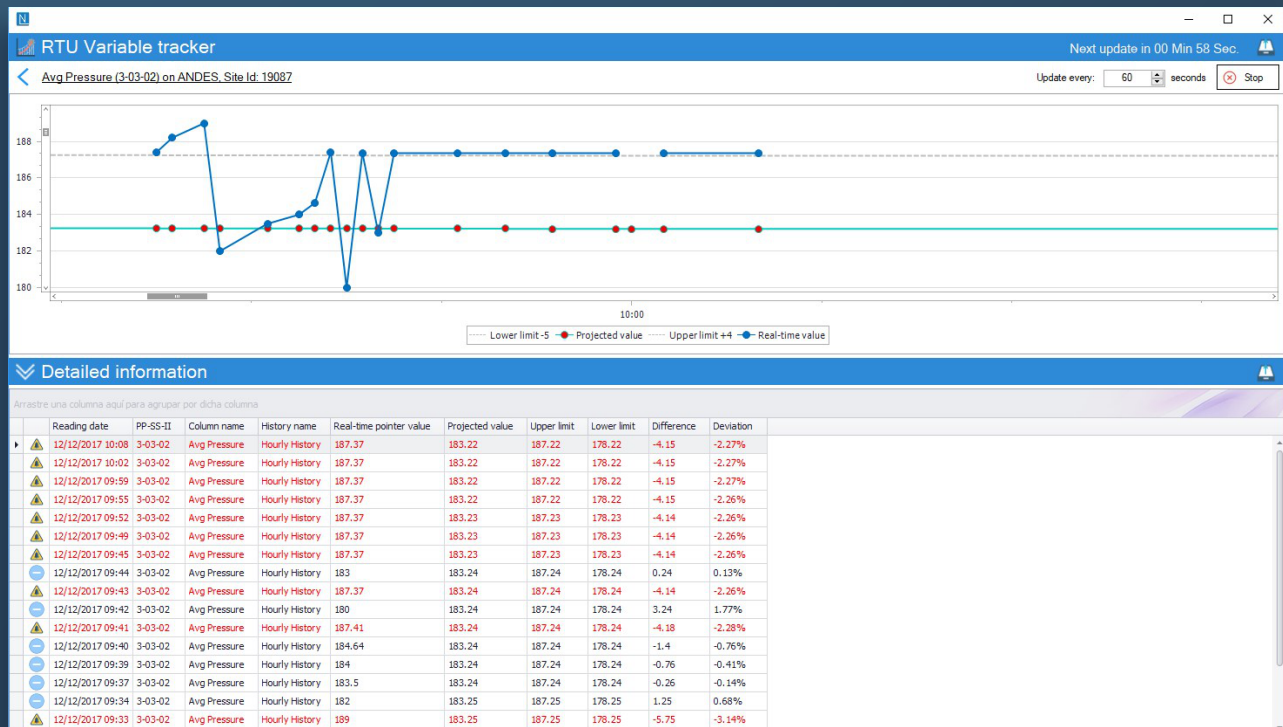 N
RTU Variable tracker
Next update in 00 Min 58 Sec.
Avg Pressure (3-03-02) on ANDES, Site Id: 19087
Update every: 60 seconds Stop
188
186
184
182
180
10:00
Lower limit -5 Projected value Upper limit +4 Real-time value
Detailed information
Arrastre una columna aquí para agrupar por dicha columna
Reading date PP-SS-II Column name History name Real-time pointer value Projected value Upper limit Lower limit Difference Deviation
12/12/2017 10:08 3-03-02 Avg Pressure Hourly History 187.37 183.22 187.22 178.22 -4.15 -2.27%
12/12/2017 10:02 3-03-02 Avg Pressure Hourly History 187.37 183.22 187.22 178.22 -4.15 -2.27%
12/12/2017 09:59 3-03-02 Avg Pressure Hourly History 187.37 183.22 187.22 178.22 -4.15 -2.27%
12/12/2017 09:55 3-03-02 Avg Pressure Hourly History 187.37 183.22 187.22 178.22 -4.15 -2.26%
12/12/2017 09:52 3-03-02 Avg Pressure Hourly History 187.37 183.23 187.23 178.23 -4.14 -2.26%
12/12/2017 09:49 3-03-02 Avg Pressure Hourly History 187.37 183.23 187.23 178.23 -4.14 -2.26%
12/12/2017 09:45 3-03-02 Avg Pressure Hourly History 187.37 183.23 187.23 178.23 -4.14 -2.26%
12/12/2017 09:44 3-03-02 Avg Pressure Hourly History 183 183.24 187.24 178.24 0.24 0.13%
12/12/2017 09:43 3-03-02 Avg Pressure Hourly History 187.37 183.24 187.24 178.24 -4.14 -2.26%
12/12/2017 09:42 3-03-02 Avg Pressure Hourly History 180 183.24 187.24 178.24 3.24 1.77%
12/12/2017 09:41 3-03-02 Avg Pressure Hourly History 187.41 183.24 187.24 178.24 -4.18 -2.28%
12/12/2017 09:40 3-03-02 Avg Pressure Hourly History 184.64 183.24 187.24 178.24 -1.4 -0.76%
12/12/2017 09:39 3-03-02 Avg Pressure Hourly History 184 183.24 187.24 178.24 -0.76 -0.41%
12/12/2017 09:37 3-03-02 Avg Pressure Hourly History 183.5 183.24 187.24 178.24 -0.26 -0.14%
12/12/2017 09:34 3-03-02 Avg Pressure Hourly History 182 183.25 187.25 178.25 1.25 0.68%
12/12/2017 09:33 3-03-02 Avg Pressure Hourly History 189 183.25 187.25 178.25 -5.75 -3.14%